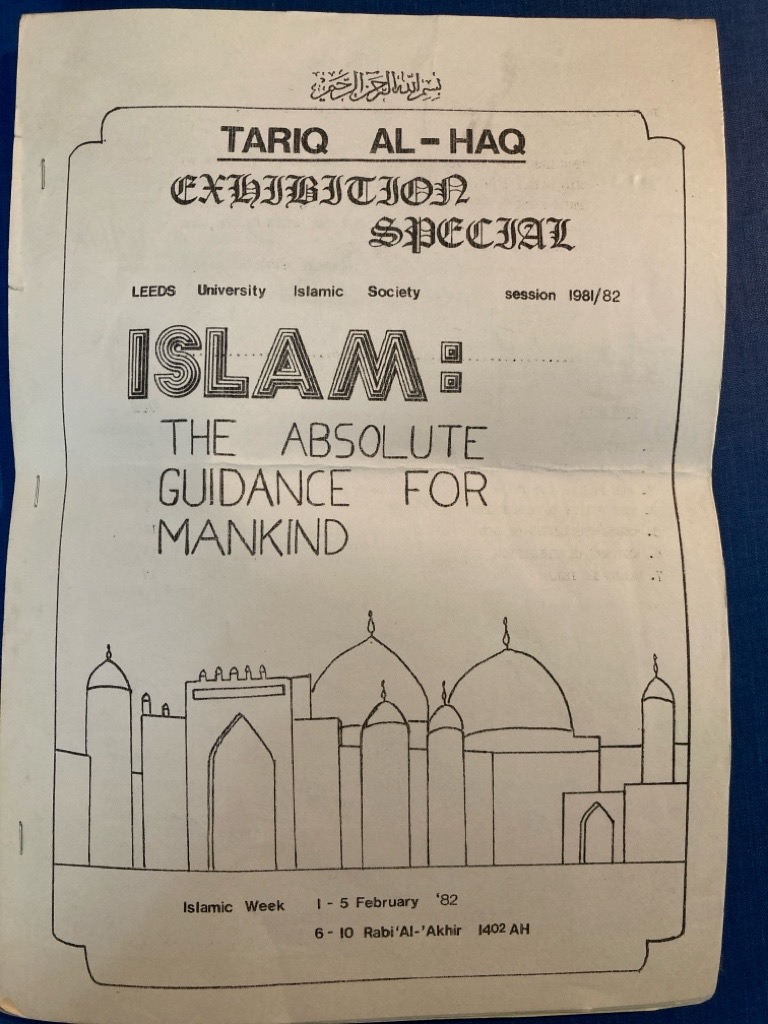 بسم الله الرحمن الرحيم
TARIQ AL-HAQ
EXHIBITION
SPECIAL
LEEDS University Islamic Society session 1981/82
ISLAM:
THE ABSOLUTE
GUIDANCE FOR
MANKIND
Islamic Week 1-5 February '82
6-10 Rabi'Al-'Akhir 1402 AH